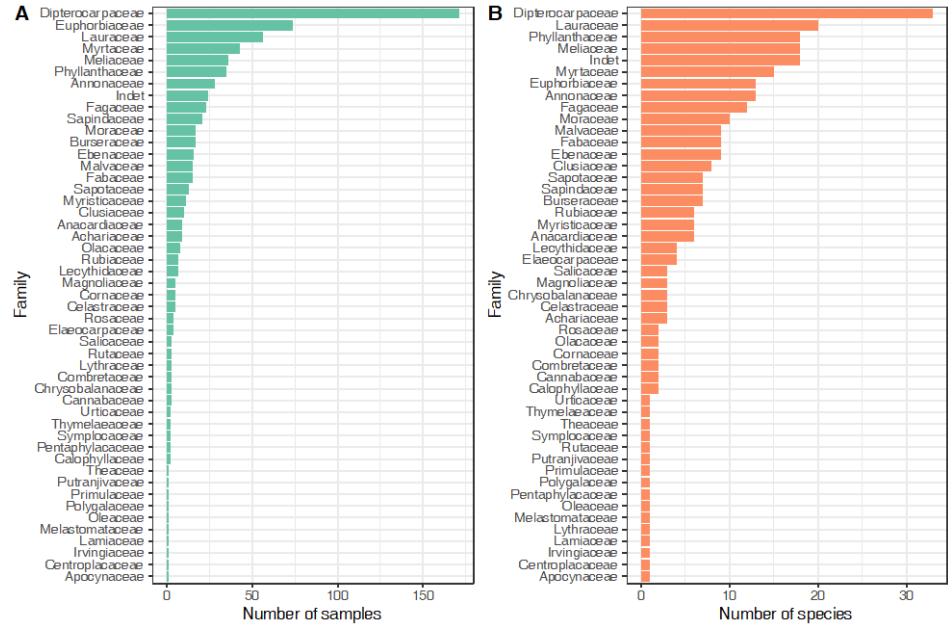 A
Family
Dipterocarpaceae
Euphorbiaceae
Lauraceae
Myrtaceae
Meliaceae
Phyllanthaceae
Annonaceae
Indet
Fagaceae
Sapindaceae
Moraceae
Burseraceae
Ebenaceae
Malvaceae
Fabaceae
Sapotaceae
Myristicaceae
Clusiaceae
Anacardiaceae
Achariaceae
Olacaceae
Rubiaceae
Lecythidaceae
Magnoliaceae
Cornaceae
Celastraceae
Rosaceae
Elaeocarpaceae
Salicaceae
Rutaceae
Lythraceae
Combretaceae
Chrysobalanaceae
Cannabaceae
Urticaceae
Thymelaeaceae
Symplocaceae
Pentaphylacaceae
Calophyllaceae
Theaceae
Putranjivaceae
Primulaceae
Polygalaceae
Oleaceae
Melastomataceae
Lamiaceae
Irvingiaceae
Centroplacaceae
Apocynaceae
0 50 100 150
Number of samples
B
Family
Dipterocarpaceae
Lauraceae
Phyllanthaceae
Meliaceae
Indet
Myrtaceae
Euphorbiaceae
Annonaceae
Fagaceae
Moraceae
Malvaceae
Fabaceae
Ebenaceae
Clusiaceae
Sapotaceae
Sapindaceae
Burseraceae
Rubiaceae
Myristicaceae
Anacardiaceae
Lecythidaceae
Elaeocarpaceae
Salicaceae
Magnoliaceae
Chrysobalanaceae
Celastraceae
Achariaceae
Rosaceae
Olacaceae
Cornaceae
Combretaceae
Cannabaceae
Calophyllaceae
Urticaceae
Thymelaeaceae
Theaceae
Symplocaceae
Rutaceae
Putranjivaceae
Primulaceae
Polygalaceae
Pentaphylacaceae
Oleaceae
Melastomataceae
Lythraceae
Lamiaceae
Irvingiaceae
Centroplacaceae
Apocynaceae
0 10 20 30
Number of species